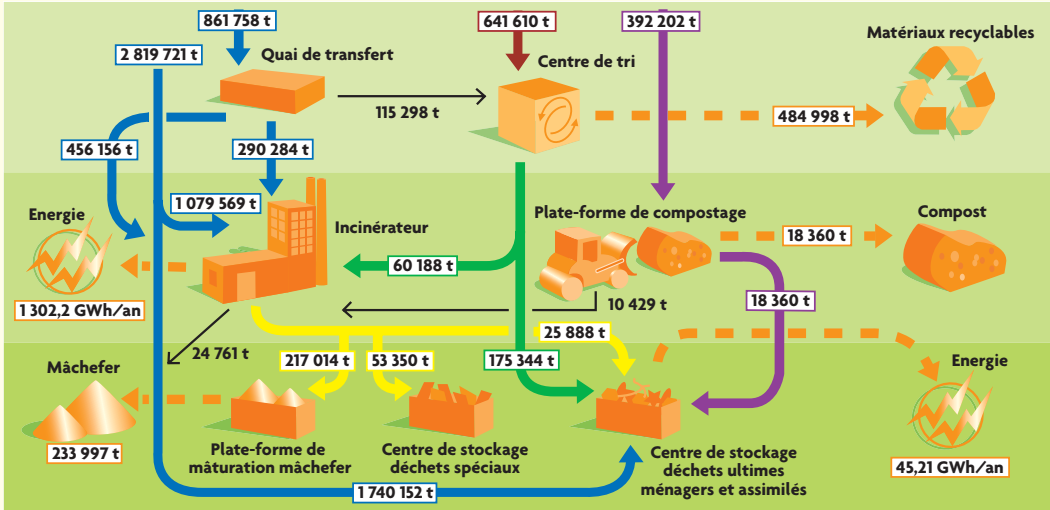 861 758 t
641 610 t
392 202 t
2 819 721 t
Quai de transfert
Centre de tri
Matériaux recyclables
115 298 t
484 998 t
456 156 t
290 284 t
1 079 569 t
Energie
Incinérateur
Plate-forme de compostage
Compost
18 360 t
60 188 t
1 302,2 GWh/an
10 429 t
18 360 t
25 888 t
24 761 t
217 014 t
53 350 t
175 344 t
Mâchefer
Energie
233 997 t
Plate-forme de
mâturation mâchefer
Centre de stockage
déchets spéciaux
Centre de stockage
déchets ultimes
ménagers et assimilés
45,21 GWh/an
1 740 152 t